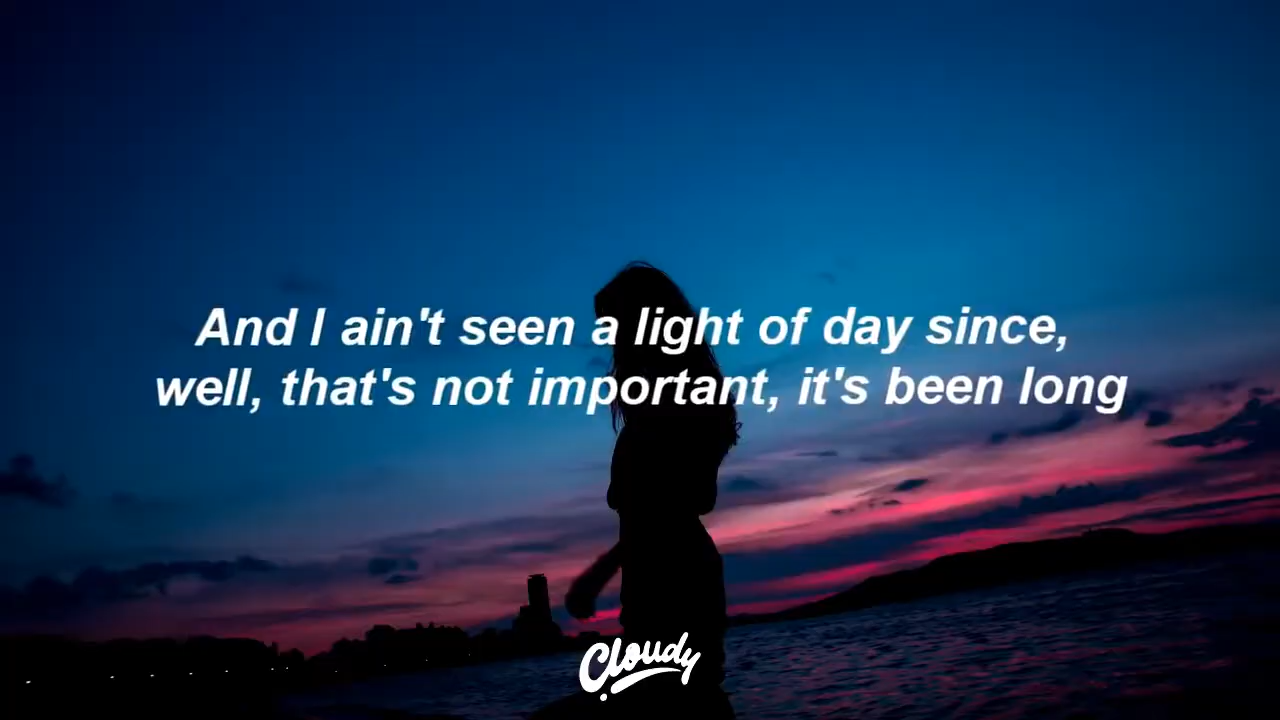 And I ain't seen a light of day since,
well, that's not important, it's been long
Cloudy